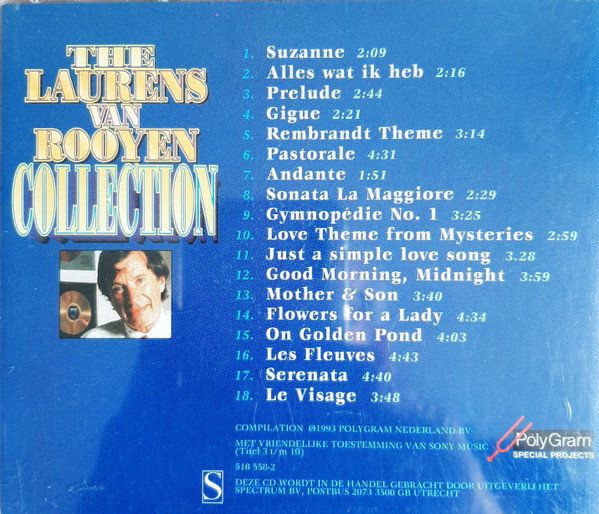 THE
LAURENS
VAN
ROOYEN
COLLECTION
1. Suzanne 2:09
2. Alles wat ik heb 2:16
3. Prelude 2:44
4. Gigue 2:21
5. Rembrandt Theme 3:14
6. Pastorale 4:31
7. Andante 1:51
8. Sonata La Maggiore 2:29
9. Gymnopédie No. 1 3:25
10. Love Theme from Mysteries 2:59
11. Just a simple love song 3.28
12. Good Morning, Midnight 3:59
13. Mother & Son 3:40
14. Flowers for a Lady 4:34
15. On Golden Pond 4:03
16. Les Fleuves 4:43
17. Serenata 4:40
18. Le Visage 3:48
COMPILATION ℗1993 POLYGRAM NEDERLAND BV
MET VRIENDELIJKE TOESTEMMING VAN SONY MUSIC
(Titel 3 t/m 10)
518 558-2
PolyGram
SPECIAL PROJECTS
S
DEZE CD WORDT IN DE HANDEL GEBRACHT DOOR UITGEVERIJ HET
SPECTRUM BV, POSTBUS 2073 3500 GB UTRECHT